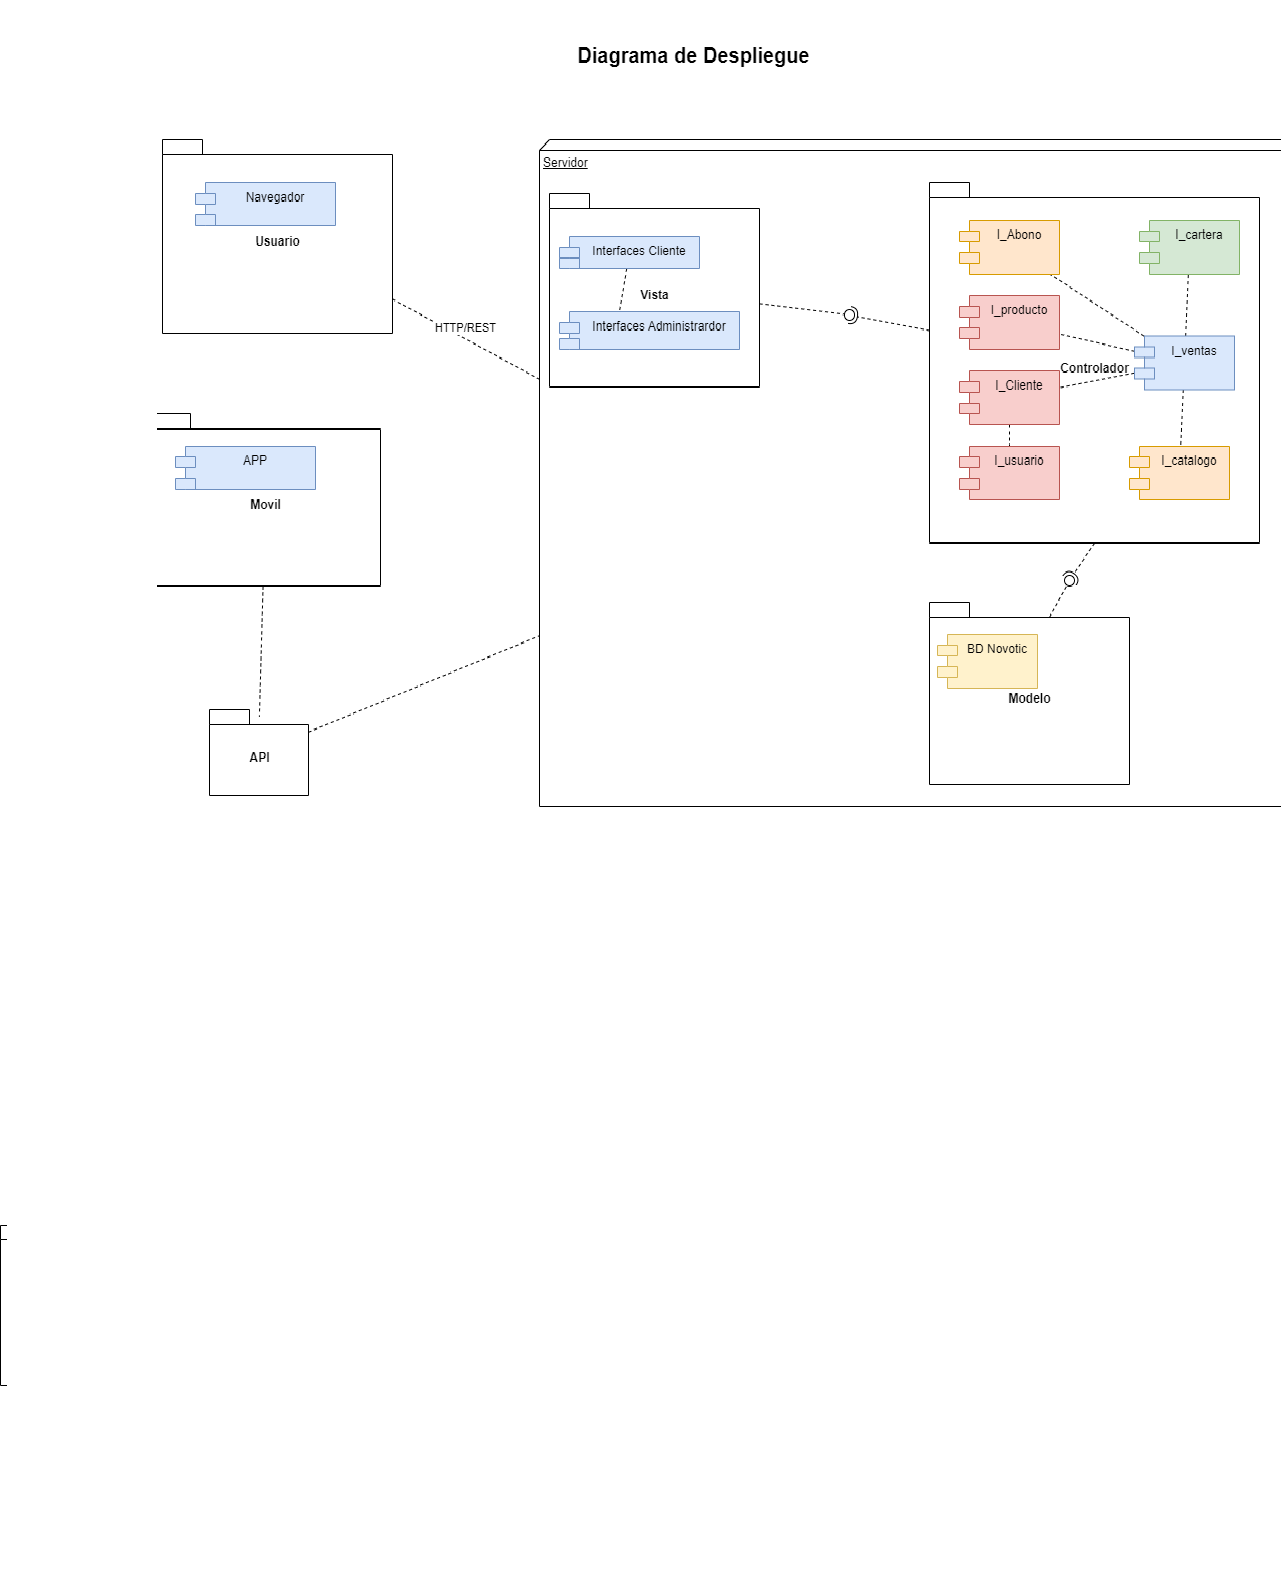 Diagrama de Despliegue
Navegador
Usuario
HTTP/REST
APP
Movil
API
Servidor
Interfaces Cliente
Vista
Interfaces Administrardor
I_Abono
I_cartera
I_producto
I_ventas
Controlador
I_Cliente
I_usuario
I_catalogo
BD Novotic
Modelo